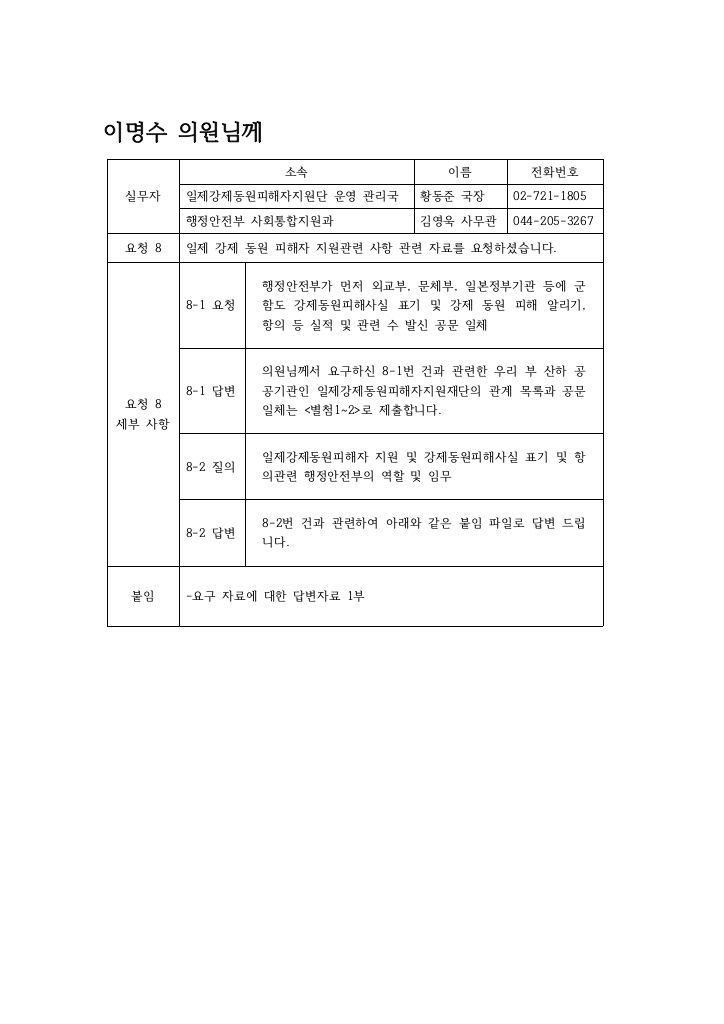 이명수 의원님께
실무자
소속 이름 전화번호
일제강제동원피해자지원단 운영 관리국 황동준 국장 02-721-1805
행정안전부 사회통합지원과 김영욱 사무관 044-205-3267
요청 8 일제 강제 동원 피해자 지원관련 사항 관련 자료를 요청하셨습니다.
요청 8
세부 사항
8-1 요청
행정안전부가 먼저 외교부, 문체부, 일본정부기관 등에 군
함도 강제동원피해사실 표기 및 강제 동원 피해 알리기,
항의 등 실적 및 관련 수 발신 공문 일체
8-1 답변
의원님께서 요구하신 8-1번 건과 관련한 우리 부 산하 공
공기관인 일제강제동원피해자지원재단의 관계 목록과 공문
일체는 <별첨1~2>로 제출합니다.
8-2 질의
일제강제동원피해자 지원 및 강제동원피해사실 표기 및 항
의관련 행정안전부의 역할 및 임무
8-2 답변
8-2번 건과 관련하여 아래와 같은 붙임 파일로 답변 드립
니다.
붙임 -요구 자료에 대한 답변자료 1부